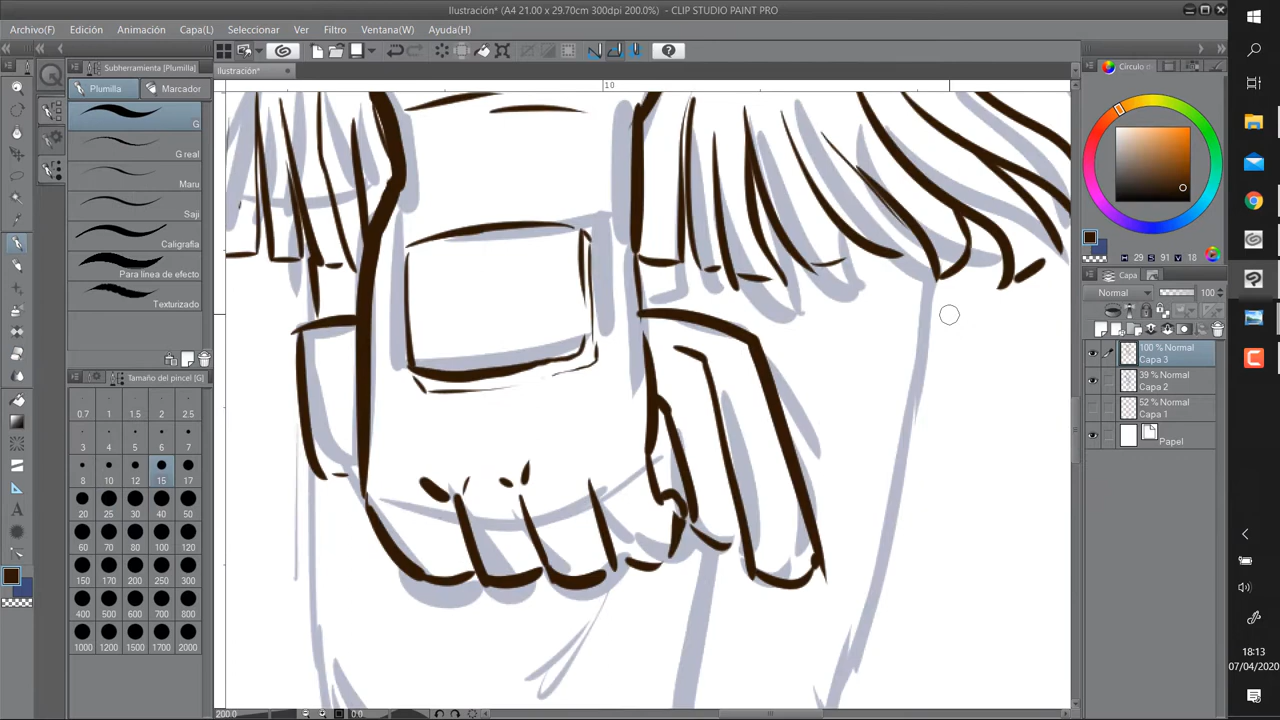 Ilustración* (A4 21.00 x 29.70cm 300dpi 200.0%) - CLIP STUDIO PAINT PRO
Archivo(F) Edición Animación Capa(L) Seleccionar Ver Filtro Ventana(W) Ayuda(H)
Subherramienta [Plumilla]
Ilustración*
Círculo
Plumilla Marcador
10
G
G real
Maru
Saji
Caligrafía
Para línea de efecto
Texturizado
H 29 S 91 V 18
Capa
Normal 100
100 % Normal
Capa 3
39 % Normal
Capa 2
52 % Normal
Capa 1
Papel
Tamaño del pincel [G]
0.7 1 1.5 2 2.5
3 4 5 6 7
8 10 12 15 17
20 25 30 40 50
60 70 80 100 120
150 170 200 250 300
400 500 600 700 800
1000 1200 1500 1700 2000
200.0 0.0
18:13
07/04/2020